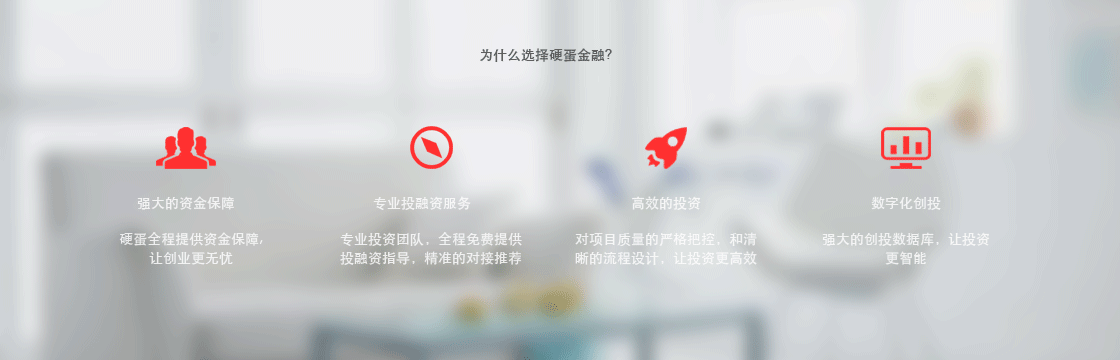 为什么选择硬蛋金融?
强大的资金保障
硬蛋全程提供资金保障,
让创业更无忧
专业投融资服务
专业投资团队、全程免费提供
投融资指导、精准的对接推荐
高效的投资
对项目质量的严格把控、和清
晰的流程设计、让投资更高效
数字化创投
强大的创投数据库、让投资
更智能